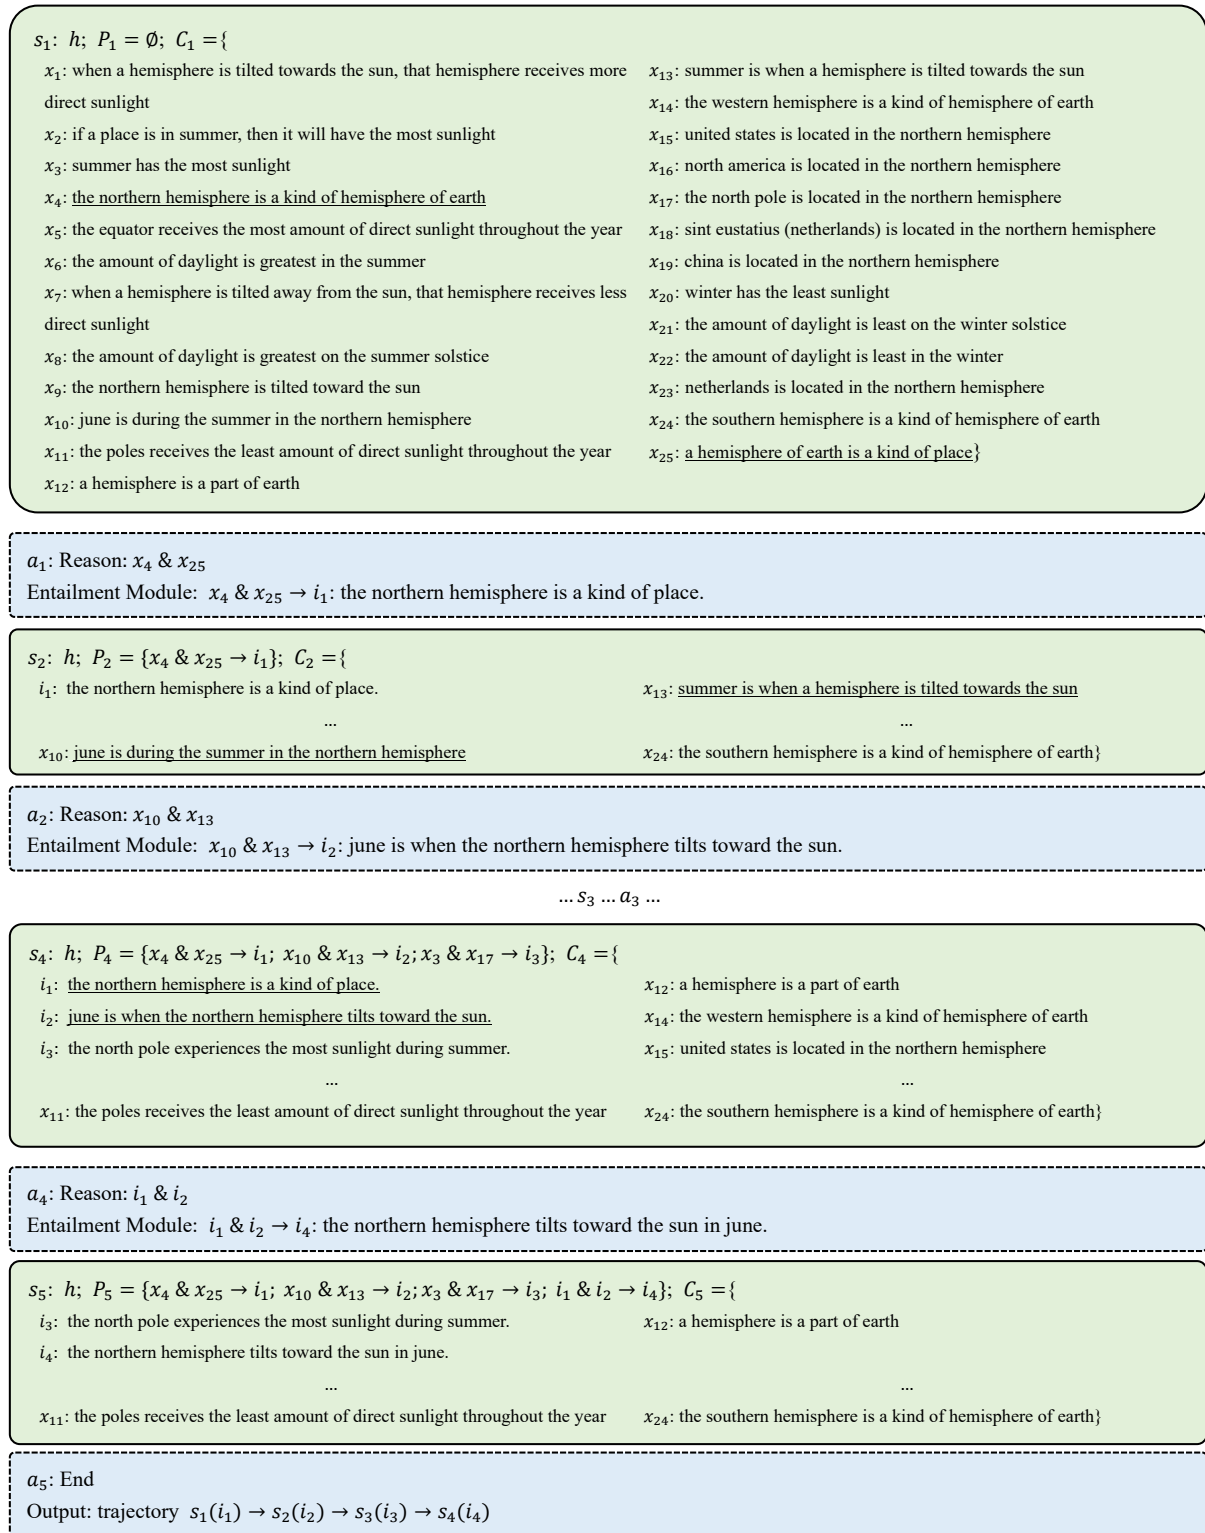 s₁: h; P₁ = ∅; C₁ ={
x₁: when a hemisphere is tilted towards the sun, that hemisphere receives more
direct sunlight
x₂: if a place is in summer, then it will have the most sunlight
x₃: summer has the most sunlight
x₄: the northern hemisphere is a kind of hemisphere of earth
x₅: the equator receives the most amount of direct sunlight throughout the year
x₆: the amount of daylight is greatest in the summer
x₇: when a hemisphere is tilted away from the sun, that hemisphere receives less
direct sunlight
x₈: the amount of daylight is greatest on the summer solstice
x₉: the northern hemisphere is tilted toward the sun
x₁₀: june is during the summer in the northern hemisphere
x₁₁: the poles receives the least amount of direct sunlight throughout the year
x₁₂: a hemisphere is a part of earth
x₁₃: summer is when a hemisphere is tilted towards the sun
x₁₄: the western hemisphere is a kind of hemisphere of earth
x₁₅: united states is located in the northern hemisphere
x₁₆: north america is located in the northern hemisphere
x₁₇: the north pole is located in the northern hemisphere
x₁₈: sint eustatius (netherlands) is located in the northern hemisphere
x₁₉: china is located in the northern hemisphere
x₂₀: winter has the least sunlight
x₂₁: the amount of daylight is least on the winter solstice
x₂₂: the amount of daylight is least in the winter
x₂₃: netherlands is located in the northern hemisphere
x₂₄: the southern hemisphere is a kind of hemisphere of earth
x₂₅: a hemisphere of earth is a kind of place}
a₁: Reason: x₄ & x₂₅
Entailment Module: x₄ & x₂₅ → i₁: the northern hemisphere is a kind of place.
s₂: h; P₂ = {x₄ & x₂₅ → i₁}; C₂ ={
i₁: the northern hemisphere is a kind of place.
...
x₁₀: june is during the summer in the northern hemisphere
x₁₃: summer is when a hemisphere is tilted towards the sun
...
x₂₄: the southern hemisphere is a kind of hemisphere of earth}
a₂: Reason: x₁₀ & x₁₃
Entailment Module: x₁₀ & x₁₃ → i₂: june is when the northern hemisphere tilts toward the sun.
... s₃ ... a₃ ...
s₄: h; P₄ = {x₄ & x₂₅ → i₁; x₁₀ & x₁₃ → i₂; x₃ & x₁₇ → i₃}; C₄ ={
i₁: the northern hemisphere is a kind of place.
i₂: june is when the northern hemisphere tilts toward the sun.
i₃: the north pole experiences the most sunlight during summer.
...
x₁₁: the poles receives the least amount of direct sunlight throughout the year
x₁₂: a hemisphere is a part of earth
x₁₄: the western hemisphere is a kind of hemisphere of earth
x₁₅: united states is located in the northern hemisphere
...
x₂₄: the southern hemisphere is a kind of hemisphere of earth}
a₄: Reason: i₁ & i₂
Entailment Module: i₁ & i₂ → i₄: the northern hemisphere tilts toward the sun in june.
s₅: h; P₅ = {x₄ & x₂₅ → i₁; x₁₀ & x₁₃ → i₂; x₃ & x₁₇ → i₃; i₁ & i₂ → i₄}; C₅ ={
i₃: the north pole experiences the most sunlight during summer.
i₄: the northern hemisphere tilts toward the sun in june.
...
x₁₁: the poles receives the least amount of direct sunlight throughout the year
x₁₂: a hemisphere is a part of earth
...
x₂₄: the southern hemisphere is a kind of hemisphere of earth}
a₅: End
Output: trajectory s₁(i₁) → s₂(i₂) → s₃(i₃) → s₄(i₄)